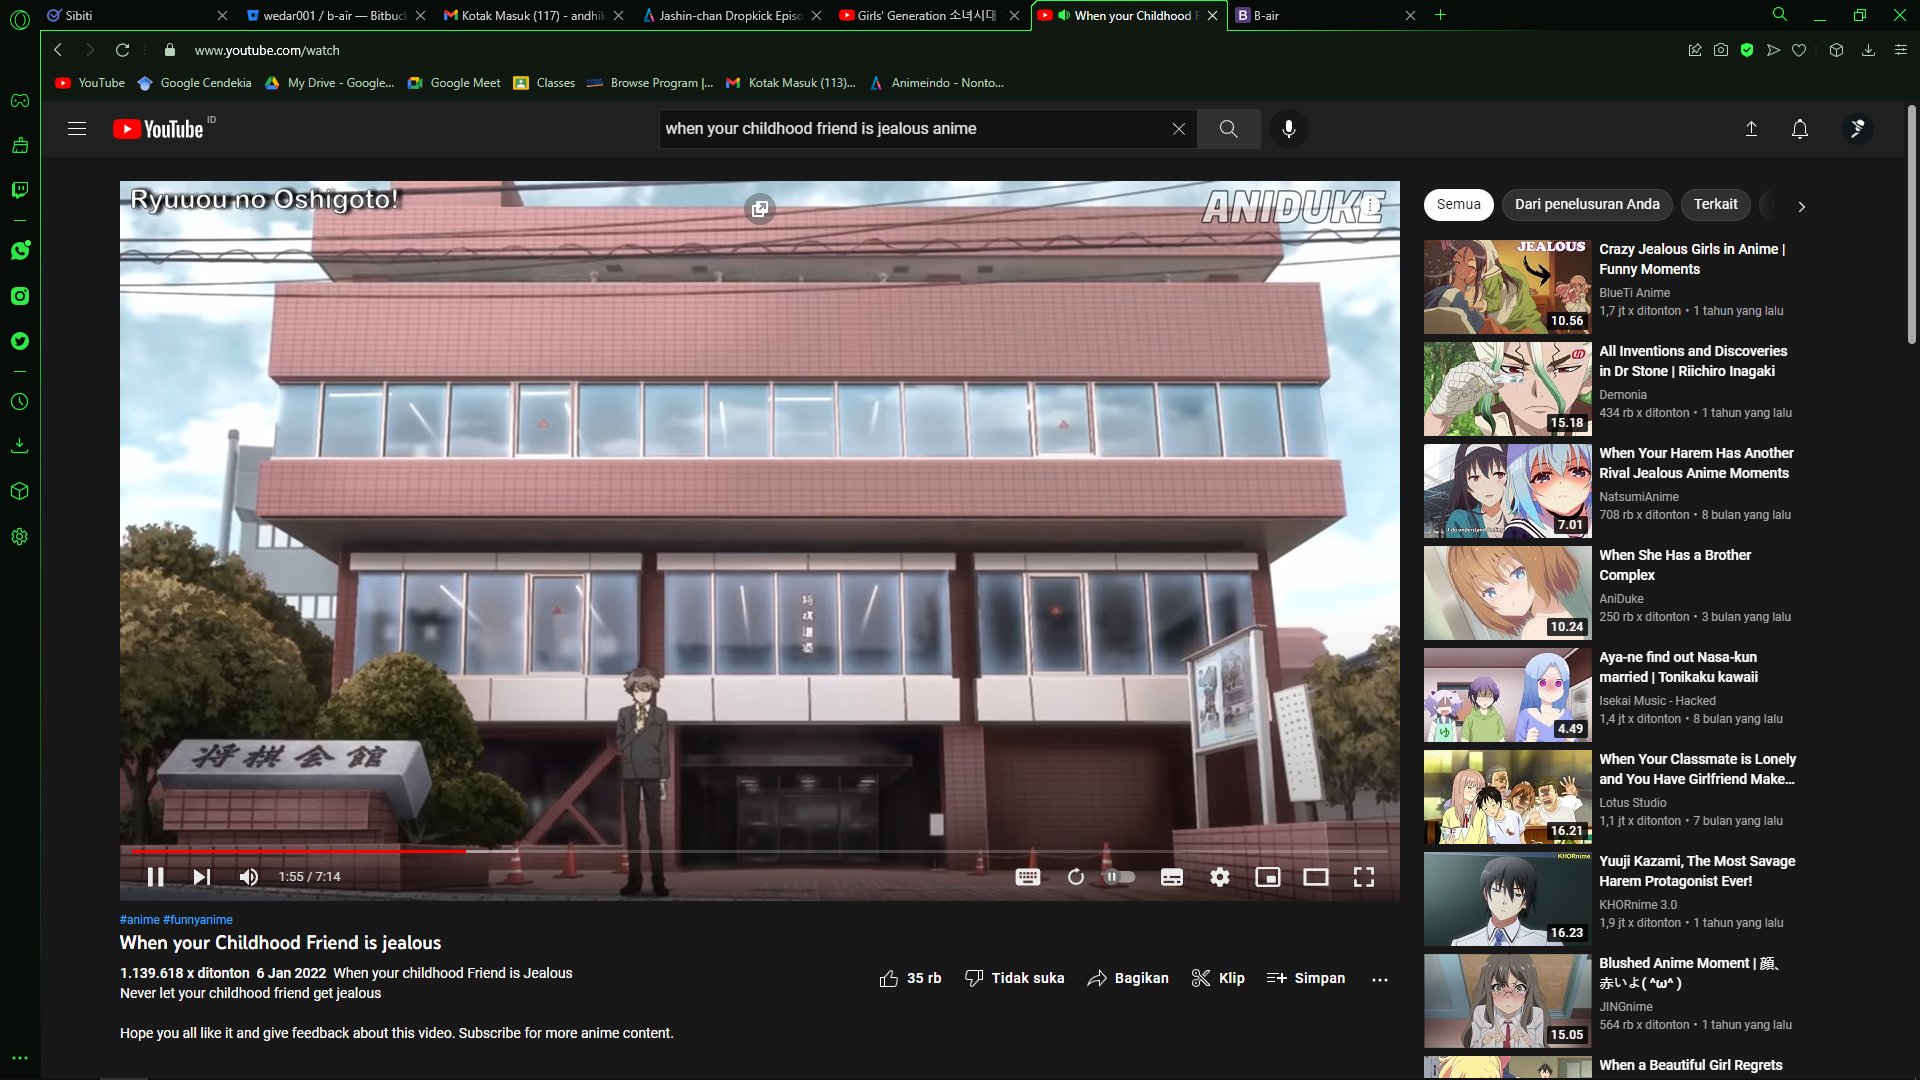 Sibiti
wedar001 / b-air — Bitbuck
Kotak Masuk (117) - andhik
Jashin-chan Dropkick Episo
Girls' Generation 소녀시대
When your Childhood F
B-air
www.youtube.com/watch
YouTube
Google Cendekia
My Drive - Google...
Google Meet
Classes
Browse Program |...
Kotak Masuk (113)...
Animeindo - Nonto...
YouTube ID
when your childhood friend is jealous anime
Ryuuou no Oshigoto!
ANIDUKE
将棋道場
将棋会館
1:55 / 7:14
#anime #funnyanime
When your Childhood Friend is jealous
1.139.618 x ditonton 6 Jan 2022 When your childhood Friend is Jealous
Never let your childhood friend get jealous
Hope you all like it and give feedback about this video. Subscribe for more anime content.
35 rb
Tidak suka
Bagikan
Klip
Simpan
Semua
Dari penelusuran Anda
Terkait
JEALOUS
10.56
Crazy Jealous Girls in Anime |
Funny Moments
BlueTi Anime
1,7 jt x ditonton • 1 tahun yang lalu
15.18
All Inventions and Discoveries
in Dr Stone | Riichiro Inagaki
Demonia
434 rb x ditonton • 1 tahun yang lalu
7.01
When Your Harem Has Another
Rival Jealous Anime Moments
NatsumiAnime
708 rb x ditonton • 8 bulan yang lalu
10.24
When She Has a Brother
Complex
AniDuke
250 rb x ditonton • 3 bulan yang lalu
ゆ
4.49
Aya-ne find out Nasa-kun
married | Tonikaku kawaii
Isekai Music - Hacked
1,4 jt x ditonton • 8 bulan yang lalu
16.21
When Your Classmate is Lonely
and You Have Girlfriend Make...
Lotus Studio
1,1 jt x ditonton • 7 bulan yang lalu
KHORnime
16.23
Yuuji Kazami, The Most Savage
Harem Protagonist Ever!
KHORnime 3.0
1,9 jt x ditonton • 1 tahun yang lalu
15.05
Blushed Anime Moment | 顔、
赤いよ( ^ω^ )
JINGnime
564 rb x ditonton • 1 tahun yang lalu
When a Beautiful Girl Regrets